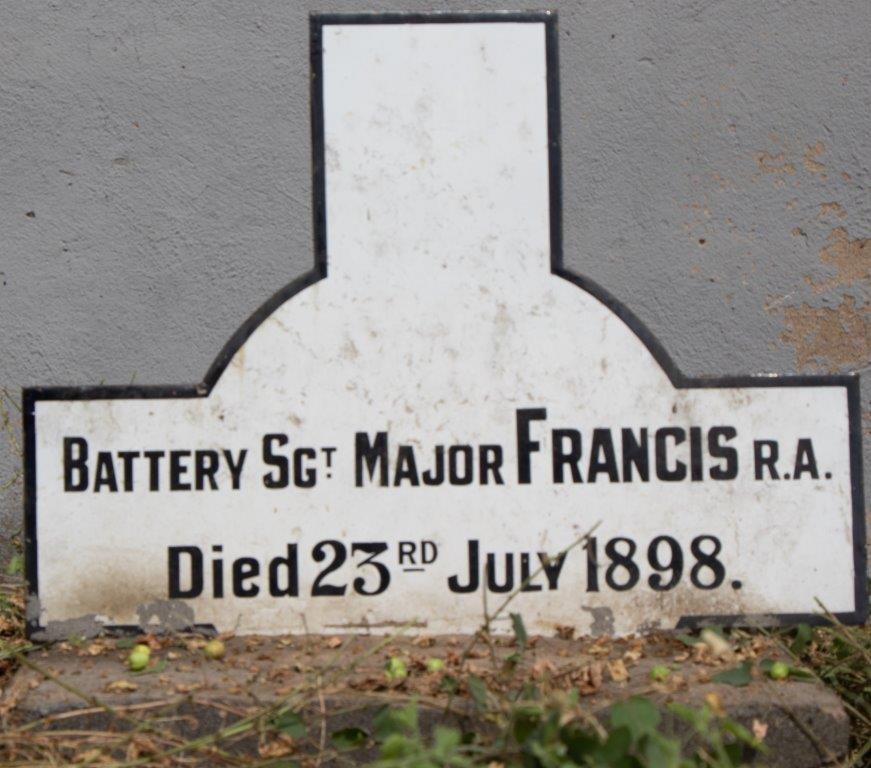 BATTERY SGT MAJOR FRANCIS R.A.
Died 23RD JULY 1898.